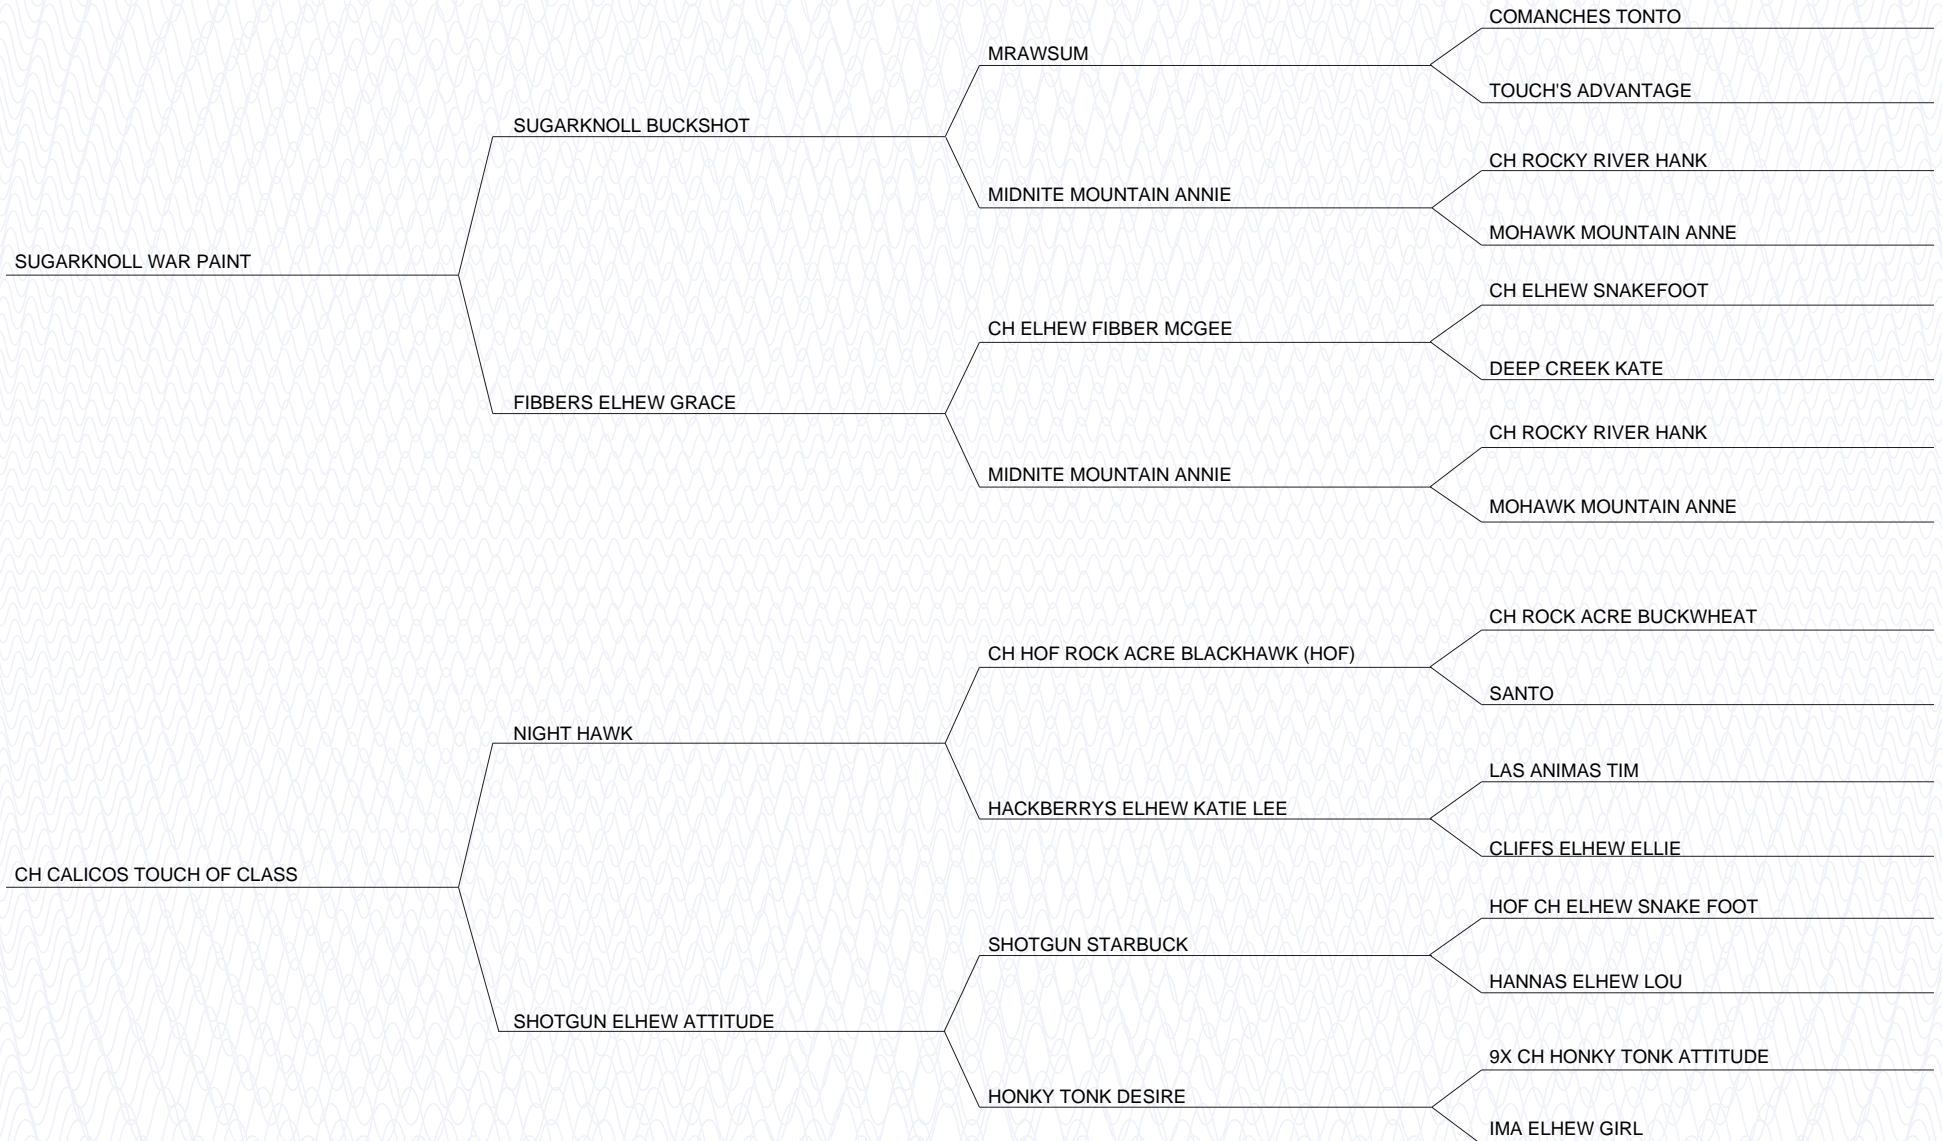 COMANCHES TONTO
MRAWSUM
TOUCH'S ADVANTAGE
SUGARKNOLL BUCKSHOT
CH ROCKY RIVER HANK
MIDNITE MOUNTAIN ANNIE
MOHAWK MOUNTAIN ANNE
SUGARKNOLL WAR PAINT
CH ELHEW SNAKEFOOT
CH ELHEW FIBBER MCGEE
DEEP CREEK KATE
FIBBERS ELHEW GRACE
CH ROCKY RIVER HANK
MIDNITE MOUNTAIN ANNIE
MOHAWK MOUNTAIN ANNE
CH ROCK ACRE BUCKWHEAT
CH HOF ROCK ACRE BLACKHAWK (HOF)
SANTO
NIGHT HAWK
LAS ANIMAS TIM
HACKBERRYS ELHEW KATIE LEE
CLIFFS ELHEW ELLIE
CH CALICOS TOUCH OF CLASS
HOF CH ELHEW SNAKE FOOT
SHOTGUN STARBUCK
HANNAS ELHEW LOU
SHOTGUN ELHEW ATTITUDE
9X CH HONKY TONK ATTITUDE
HONKY TONK DESIRE
IMA ELHEW GIRL